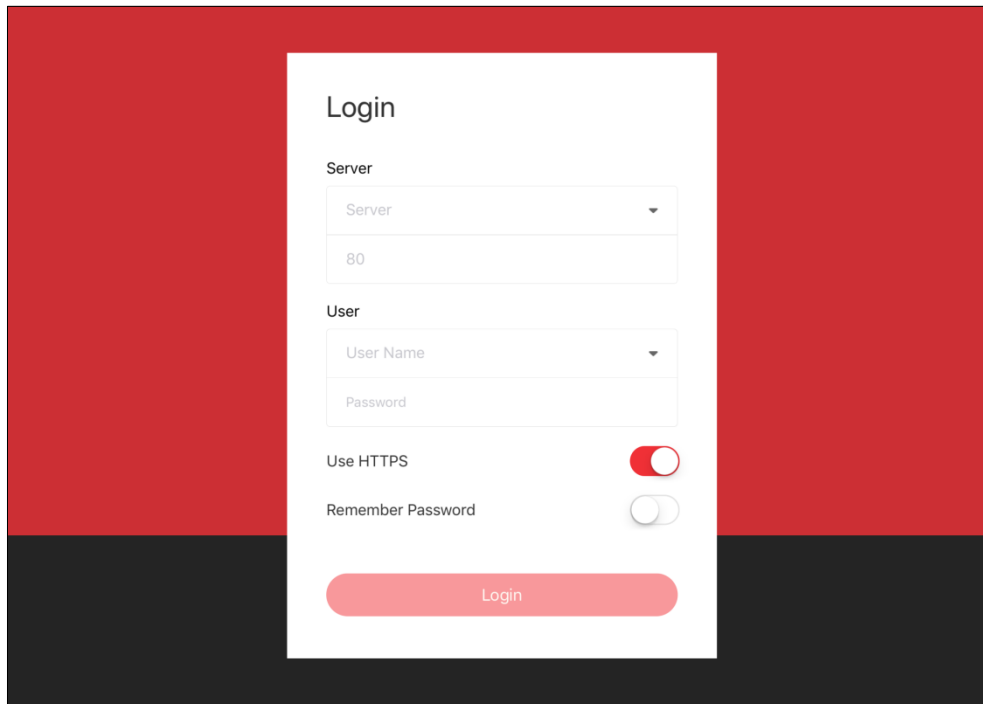 Login
Server
Server
80
User
User Name
Password
Use HTTPS
Remember Password
Login